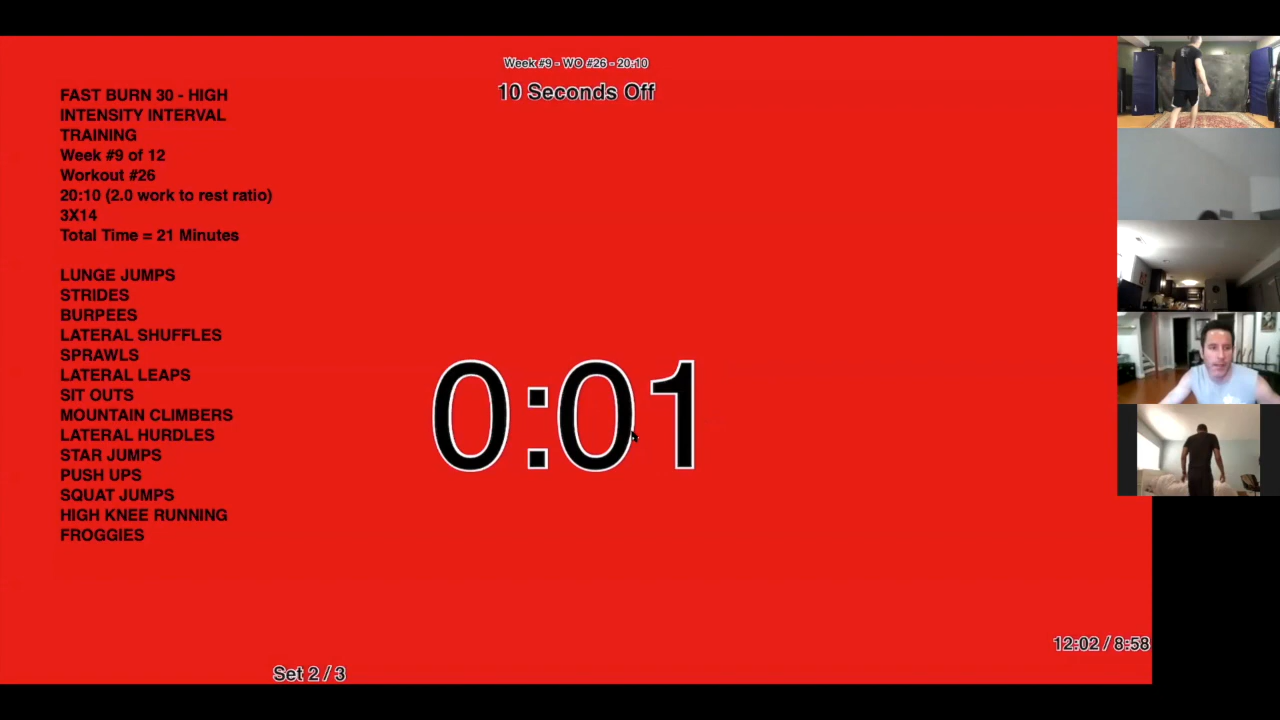 Week #9 - WO #26 - 20:10
10 Seconds Off
FAST BURN 30 - HIGH
INTENSITY INTERVAL
TRAINING
Week #9 of 12
Workout #26
20:10 (2.0 work to rest ratio)
3X14
Total Time = 21 Minutes
LUNGE JUMPS
STRIDES
BURPEES
LATERAL SHUFFLES
SPRAWLS
LATERAL LEAPS
SIT OUTS
MOUNTAIN CLIMBERS
LATERAL HURDLES
STAR JUMPS
PUSH UPS
SQUAT JUMPS
HIGH KNEE RUNNING
FROGGIES
0:01
12:02 / 8:58
Set 2 / 3